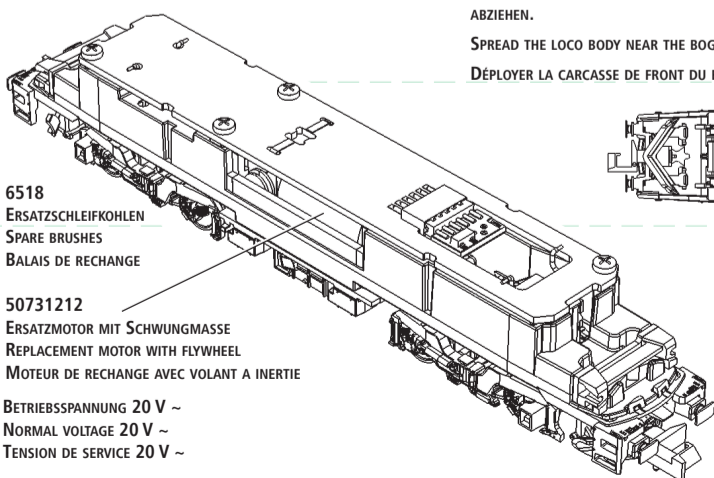 ABZIEHEN.
SPREAD THE LOCO BODY NEAR THE
DÉPLOYER LA CARCASSE DE FRONT DU
6518
ERSATZSCHLEIFKOHLEN
SPARE BRUSHES
BALAIS DE RECHANGE
50731212
ERSATZMOTOR MIT SCHWUNGMASSE
REPLACEMENT MOTOR WITH FLYWHEEL
MOTEUR DE RECHANGE AVEC VOLANT A INERTIE
BETRIEBSSPANNUNG 20 V ~
NORMAL VOLTAGE 20 V ~
TENSION DE SERVICE 20 V ~